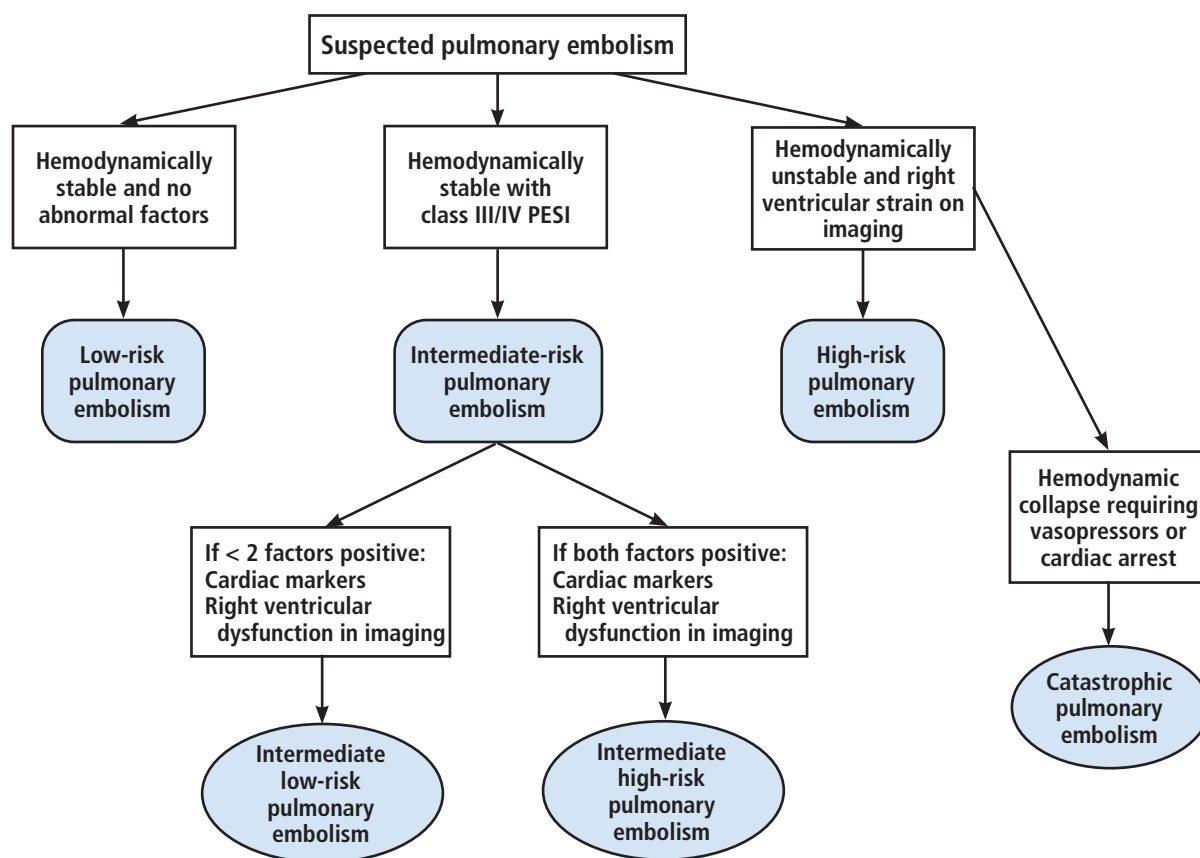 Suspected pulmonary embolism
Hemodynamically
stable and no
abnormal factors
Hemodynamically
stable with
class III/IV PESI
Hemodynamically
unstable and right
ventricular strain on
imaging
Low-risk
pulmonary
embolism
Intermediate-risk
pulmonary
embolism
High-risk
pulmonary
embolism
Hemodynamic
collapse requiring
vasopressors or
cardiac arrest
If < 2 factors positive:
Cardiac markers
Right ventricular
dysfunction in imaging
If both factors positive:
Cardiac markers
Right ventricular
dysfunction in imaging
Catastrophic
pulmonary
embolism
Intermediate
low-risk
pulmonary
embolism
Intermediate
high-risk
pulmonary
embolism